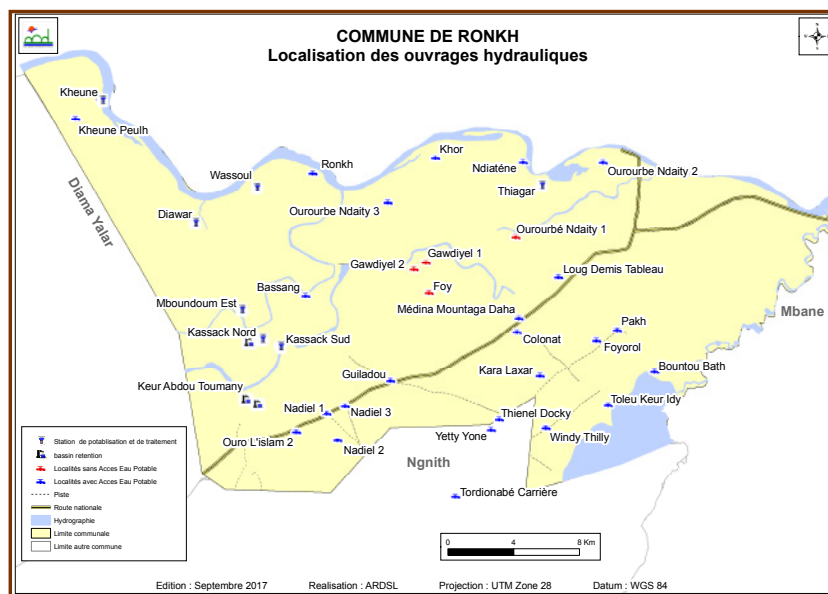 COMMUNE DE RONKH
Localisation des ouvrages hydrauliques
Kheune
Kheune Peulh
Khor
Ronkh
Ndiaténe
Ourourbe Ndaity 2
Wassoul
Thiagar
Diama Yalar
Diawar
Ourourbe Ndaity 3
Ourourbé Ndaity 1
Gawdiyel 1
Gawdiyel 2
Loug Demis Tableau
Bassang
Foy
Mboundoum Est
Médina Mountaga Daha
Mbane
Kassack Nord
Kassack Sud
Colonat
Pakh
Foyorol
Guiladou
Kara Laxar
Bountou Bath
Keur Abdou Toumany
Toleu Keur Idy
Nadiel 1
Nadiel 3
Thienel Docky
Ouro L'islam 2
Nadiel 2
Yetty Yone
Windy Thilly
Ngnith
Tordionabé Carrière
Station de potablisation et de traitement
bassin retention
Localités sans Acces Eau Potable
Localités avec Acces Eau Potable
Piste
Route nationale
Hydrographie
Limite communale
Limite autre commune
0 4 8 Km
Edition : Septembre 2017 Realisation : ARDSL Projection : UTM Zone 28 Datum : WGS 84